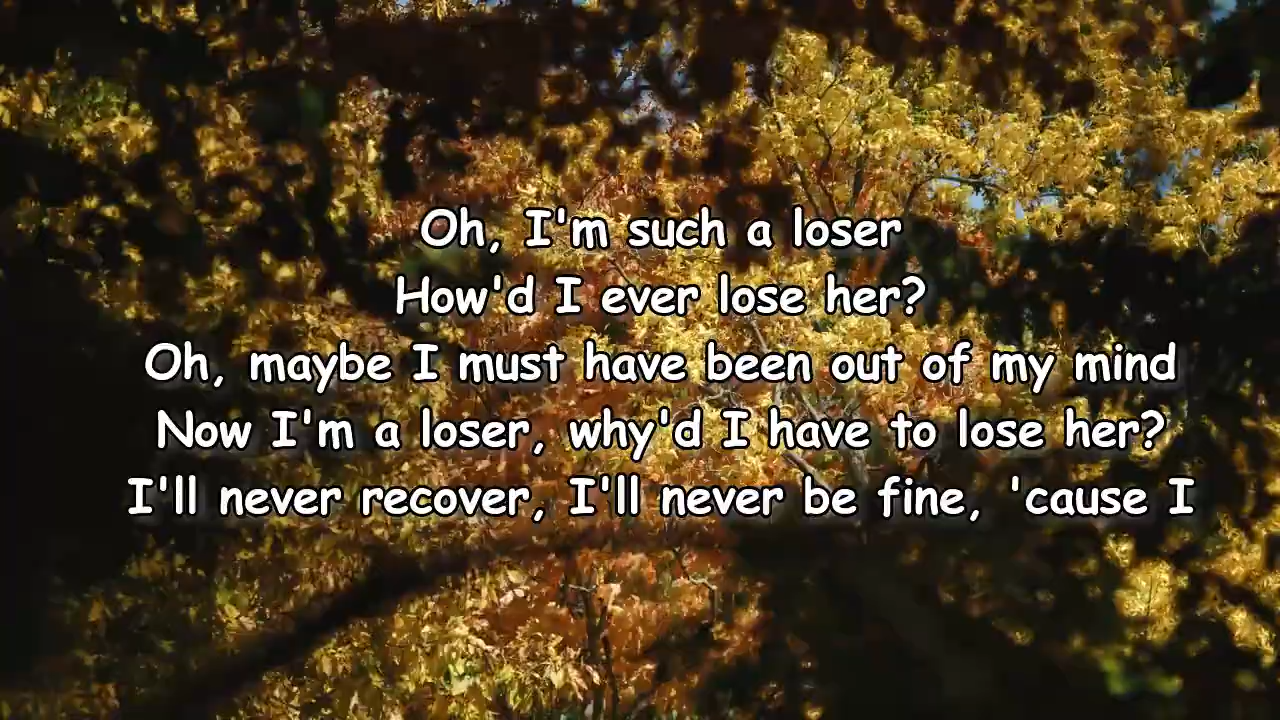 Oh, I'm such a loser
How'd I ever lose her?
Oh, maybe I must have been out of my mind
Now I'm a loser, why'd I have to lose her?
I'll never recover, I'll never be fine, 'cause I